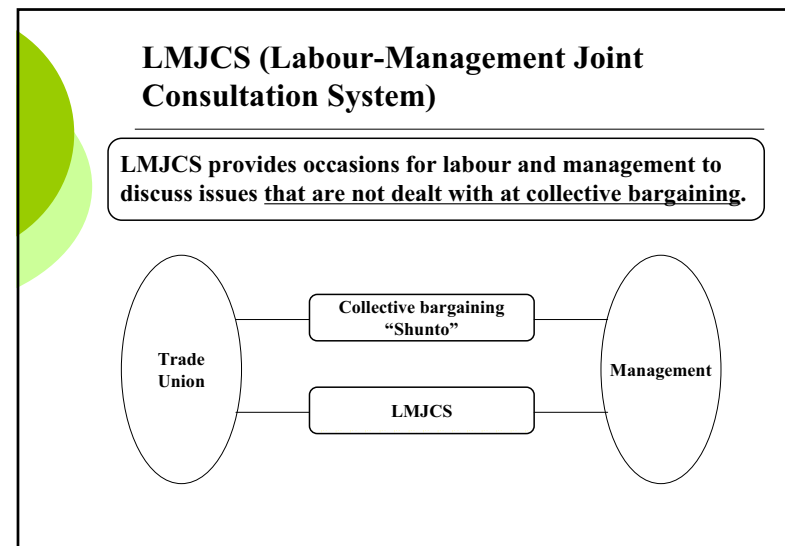 LMJCS (Labour-Management Joint
Consultation System)
LMJCS provides occasions for labour and management to
discuss issues that are not dealt with at collective bargaining.
Collective bargaining
“Shunto”
Trade
Union
Management
LMJCS